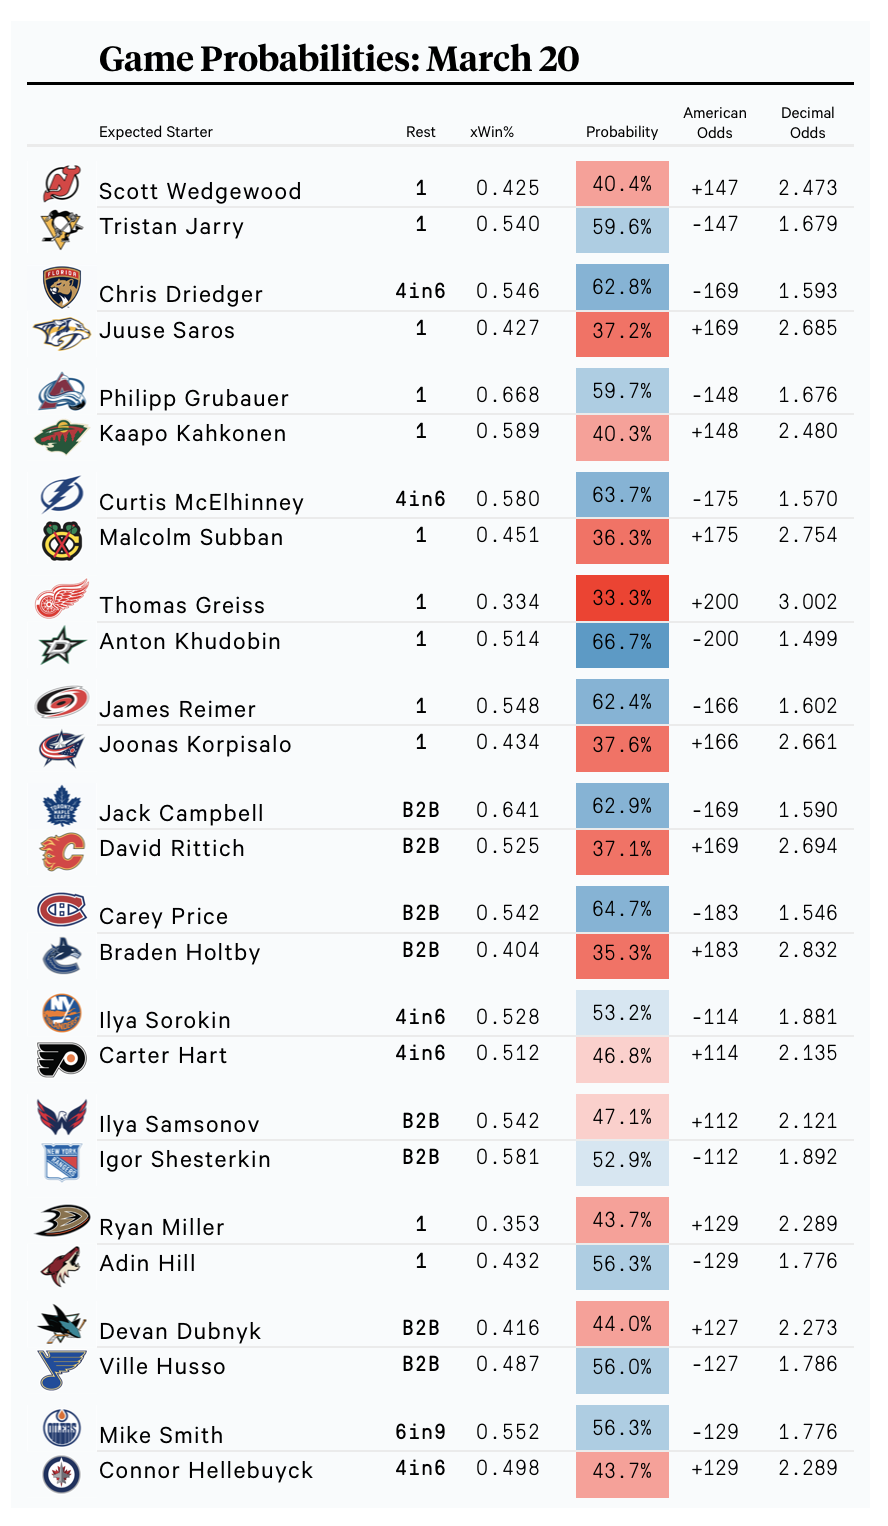 Game Probabilities: March 20
Expected Starter Rest xWin% Probability American Odds Decimal Odds
Scott Wedgewood 1 0.425 40.4% +147 2.473
Tristan Jarry 1 0.540 59.6% -147 1.679
FLORIDA
Chris Driedger 4in6 0.546 62.8% -169 1.593
Juuse Saros 1 0.427 37.2% +169 2.685
Philipp Grubauer 1 0.668 59.7% -148 1.676
Kaapo Kahkonen 1 0.589 40.3% +148 2.480
Curtis McElhinney 4in6 0.580 63.7% -175 1.570
Malcolm Subban 1 0.451 36.3% +175 2.754
Thomas Greiss 1 0.334 33.3% +200 3.002
Anton Khudobin 1 0.514 66.7% -200 1.499
James Reimer 1 0.548 62.4% -166 1.602
Joonas Korpisalo 1 0.434 37.6% +166 2.661
TORONTO MAPLE LEAFS
Jack Campbell B2B 0.641 62.9% -169 1.590
David Rittich B2B 0.525 37.1% +169 2.694
Carey Price B2B 0.542 64.7% -183 1.546
Braden Holtby B2B 0.404 35.3% +183 2.832
NY
Ilya Sorokin 4in6 0.528 53.2% -114 1.881
Carter Hart 4in6 0.512 46.8% +114 2.135
Ilya Samsonov B2B 0.542 47.1% +112 2.121
NEW YORK RANGERS
Igor Shesterkin B2B 0.581 52.9% -112 1.892
Ryan Miller 1 0.353 43.7% +129 2.289
Adin Hill 1 0.432 56.3% -129 1.776
Devan Dubnyk B2B 0.416 44.0% +127 2.273
Ville Husso B2B 0.487 56.0% -127 1.786
OILERS
Mike Smith 6in9 0.552 56.3% -129 1.776
Connor Hellebuyck 4in6 0.498 43.7% +129 2.289